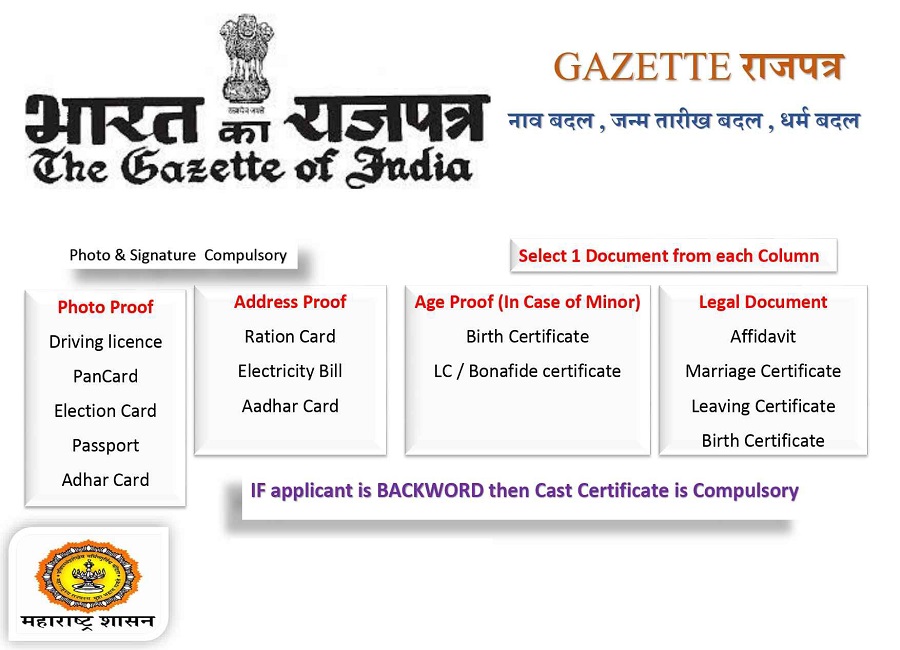 भारत का राजपत्र
The Gazette of India
GAZETTE राजपत्र
नाव बदल , जन्म तारीख बदल , धर्म बदल
Photo & Signature Compulsory
Select 1 Document from each Column
Photo Proof
Driving licence
PanCard
Election Card
Passport
Adhar Card
Address Proof
Ration Card
Electricity Bill
Aadhar Card
Age Proof (In Case of Minor)
Birth Certificate
LC / Bonafide certificate
Legal Document
Affidavit
Marriage Certificate
Leaving Certificate
Birth Certificate
IF applicant is BACKWORD then Cast Certificate is Compulsory
महाराष्ट्र शासन